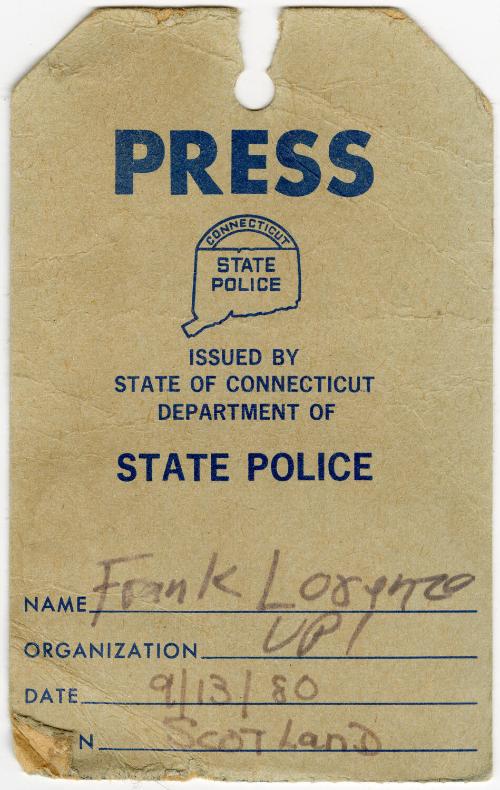 PRESS
CONNECTICUT
STATE
POLICE
ISSUED BY
STATE OF CONNECTICUT
DEPARTMENT OF
STATE POLICE
NAME Frank Lorenzo
ORGANIZATION UPI
DATE 9/13/80
N Scotland